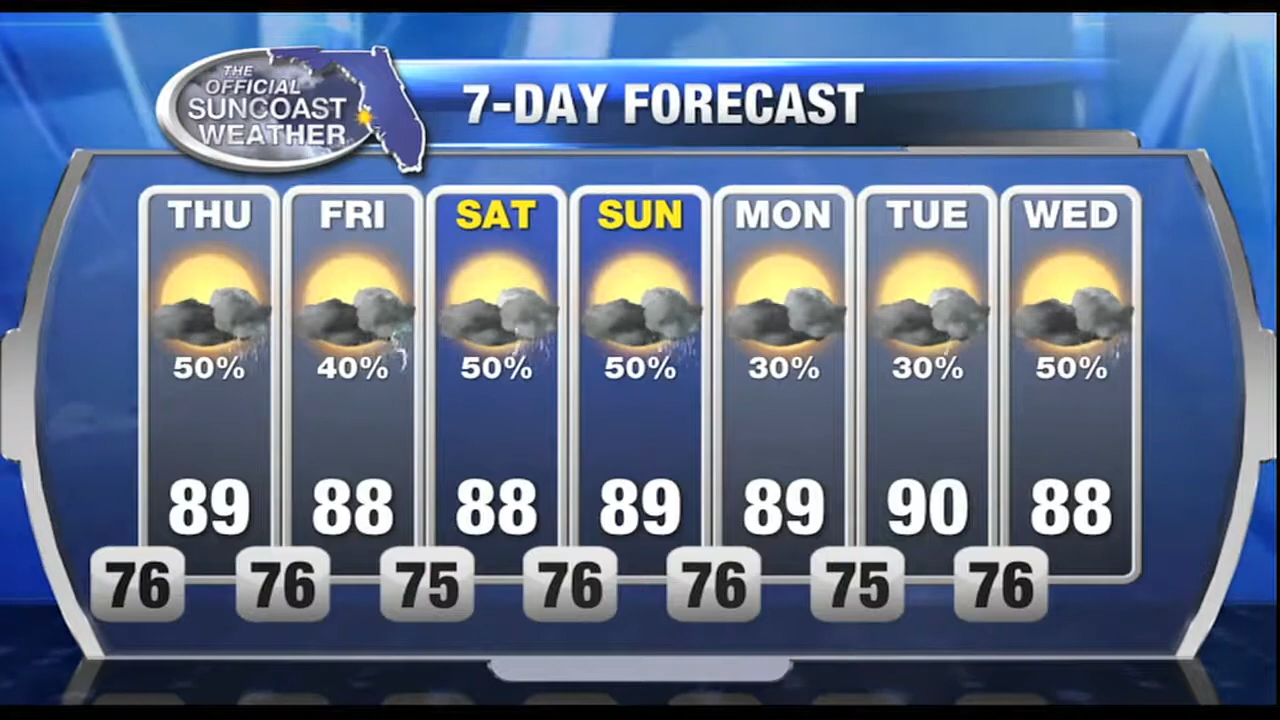 THE
OFFICIAL
SUNCOAST
WEATHER
7-DAY FORECAST
THU FRI SAT SUN MON TUE WED
50% 40% 50% 50% 30% 30% 50%
89 88 88 89 89 90 88
76 76 75 76 76 75 76